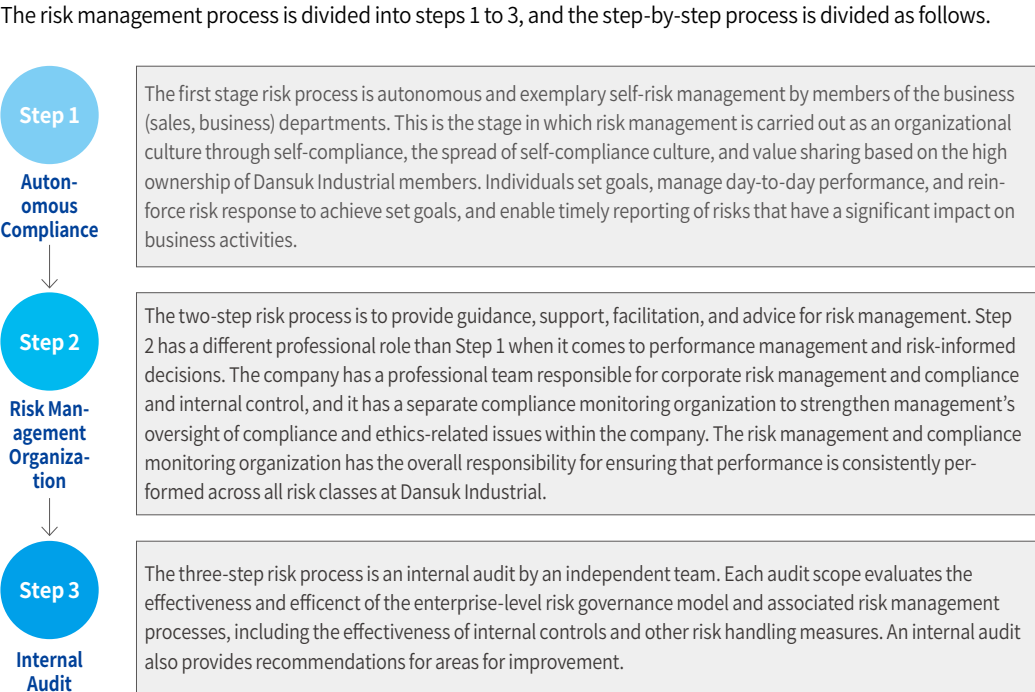 The risk management process is divided into steps 1 to 3, and the step-by-step process is divided as follows.
Step 1
Auton-
omous
Compliance
The first stage risk process is autonomous and exemplary self-risk management by members of the business
(sales, business) departments. This is the stage in which risk management is carried out as an organizational
culture through self-compliance, the spread of self-compliance culture, and value sharing based on the high
ownership of Dansuk Industrial members. Individuals set goals, manage day-to-day performance, and rein-
force risk response to achieve set goals, and enable timely reporting of risks that have a significant impact on
business activities.
Step 2
Risk Man-
agement
Organiza-
tion
The two-step risk process is to provide guidance, support, facilitation, and advice for risk management. Step
2 has a different professional role than Step 1 when it comes to performance management and risk-informed
decisions. The company has a professional team responsible for corporate risk management and compliance
and internal control, and it has a separate compliance monitoring organization to strengthen management's
oversight of compliance and ethics-related issues within the company. The risk management and compliance
monitoring organization has the overall responsibility for ensuring that performance is consistently per-
formed across all risk classes at Dansuk Industrial.
Step 3
Internal
Audit
The three-step risk process is an internal audit by an independent team. Each audit scope evaluates the
effectiveness and efficenct of the enterprise-level risk governance model and associated risk management
processes, including the effectiveness of internal controls and other risk handling measures. An internal audit
also provides recommendations for areas for improvement.